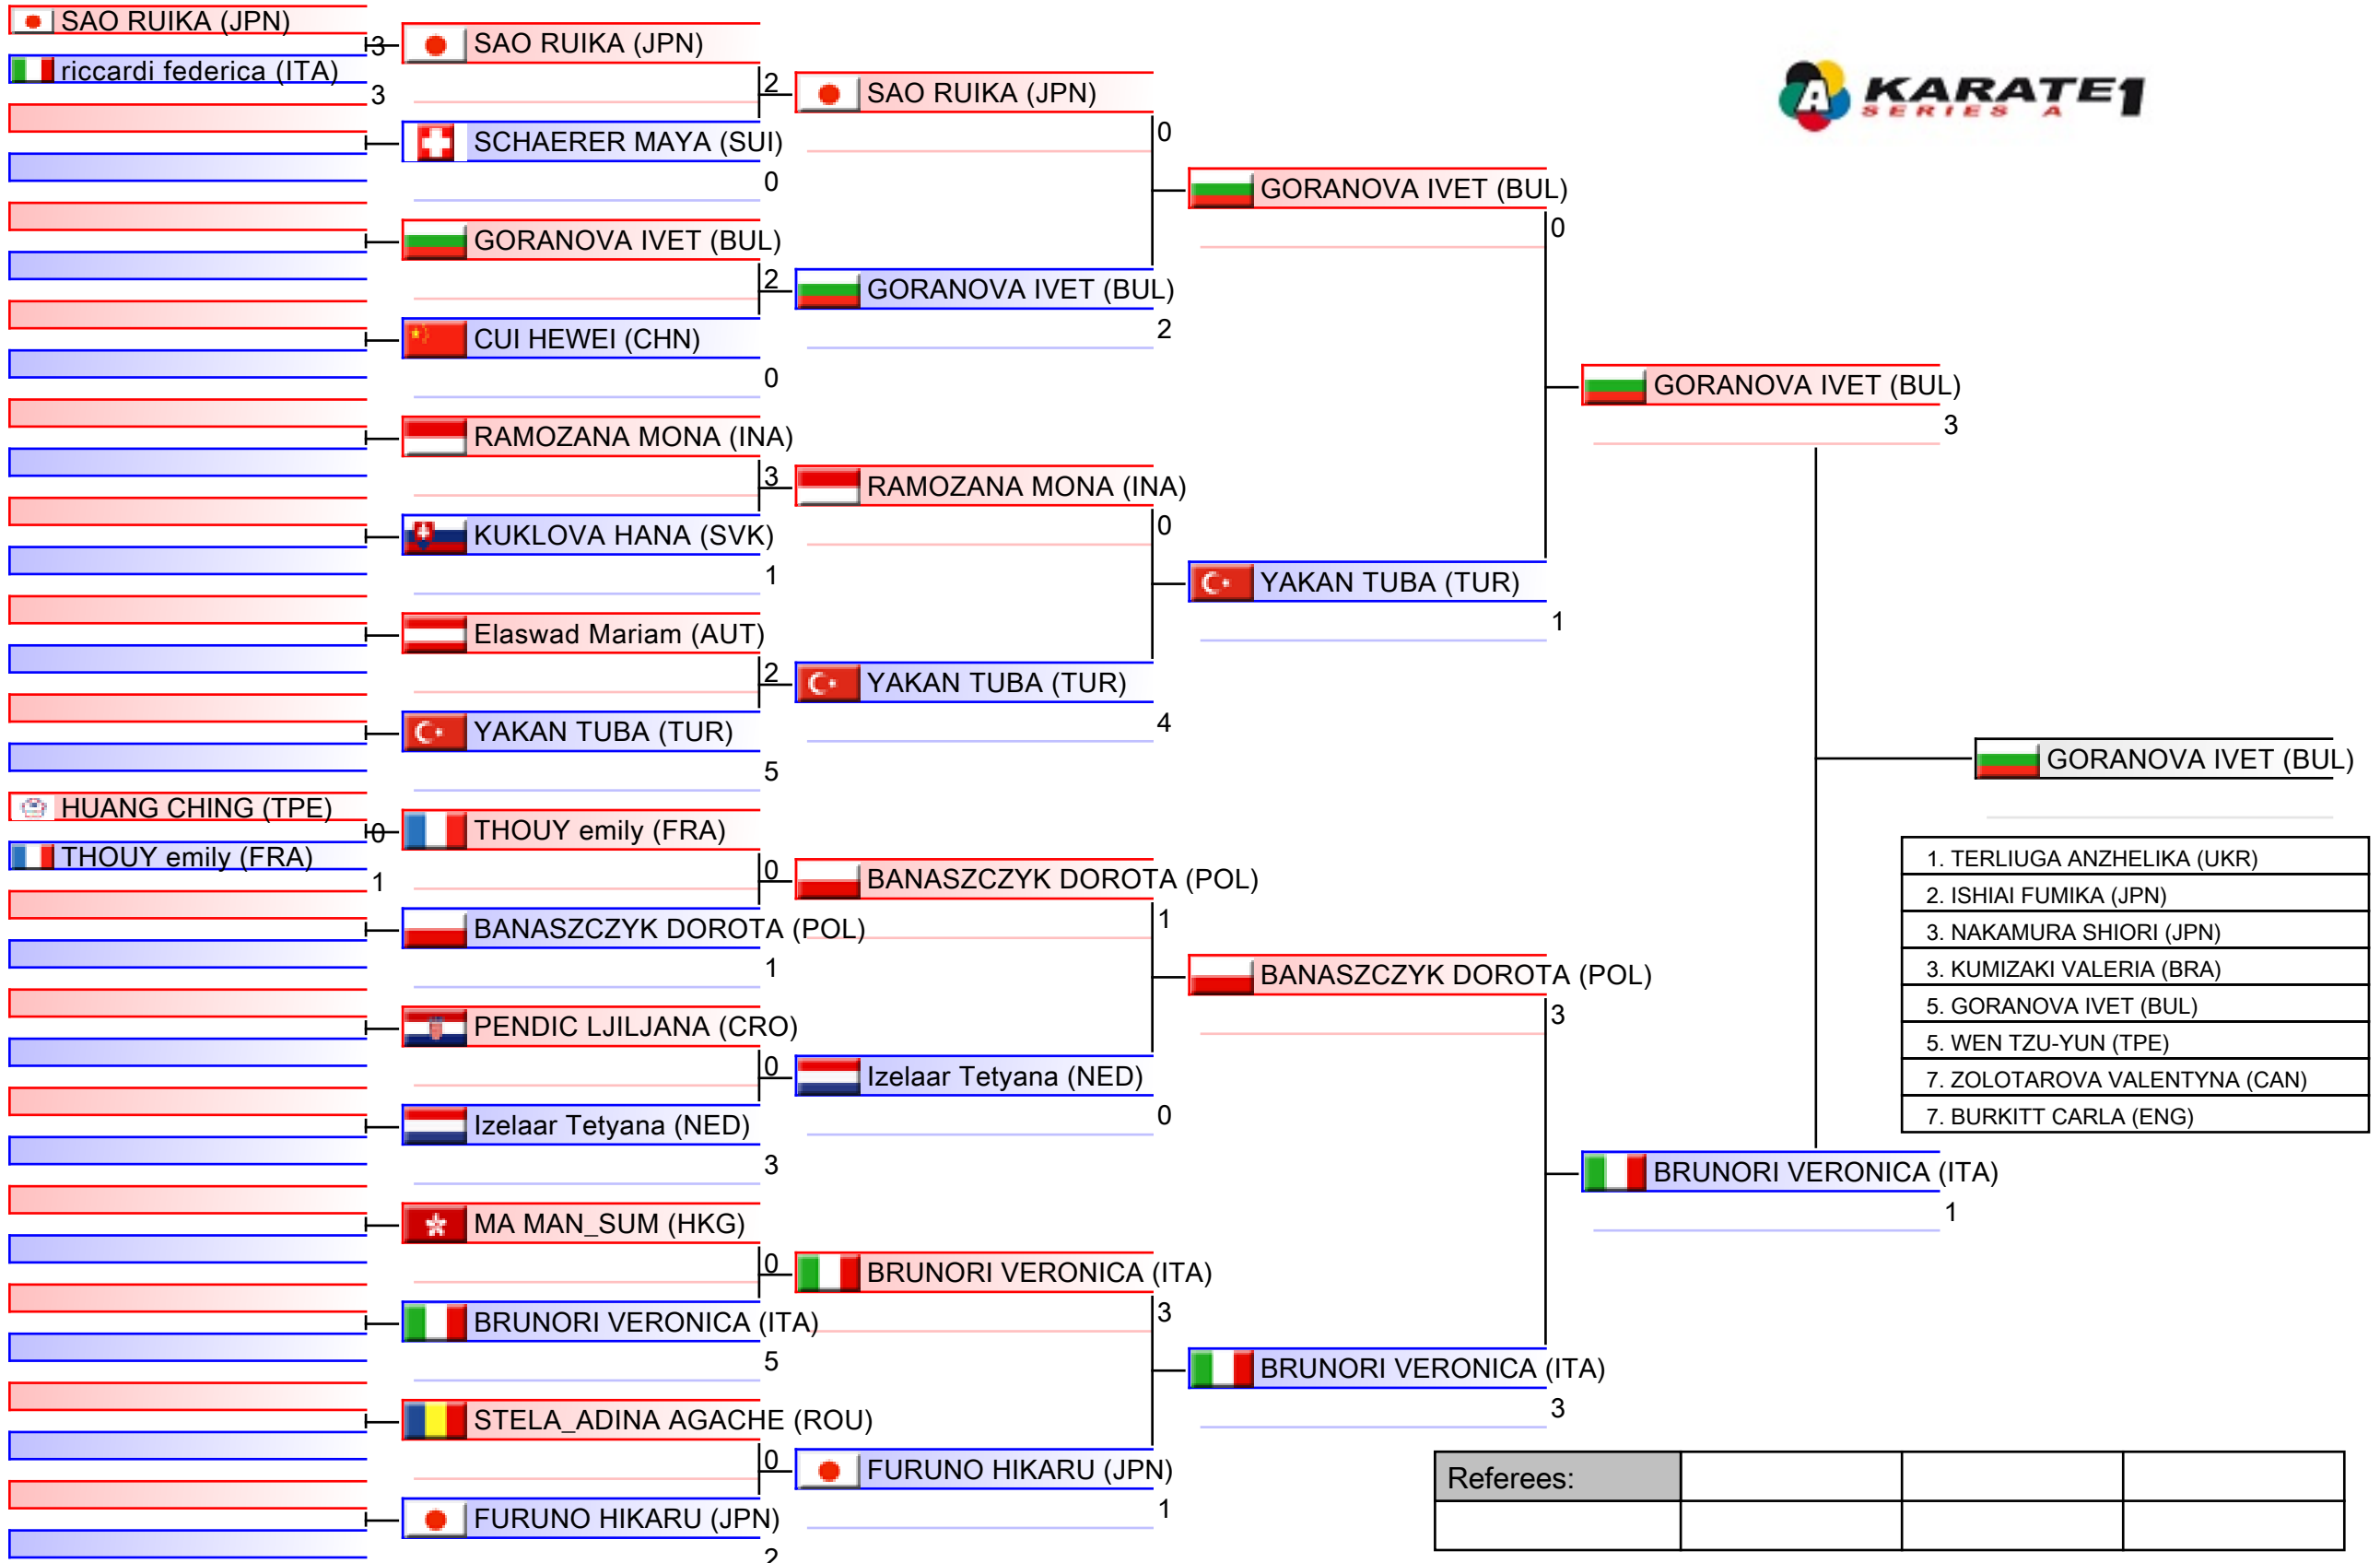 SAO RUIKA (JPN)
3
riccardi federica (ITA)
3
HUANG CHING (TPE)
0
THOUY emily (FRA)
1
SAO RUIKA (JPN)
2
SCHAERER MAYA (SUI)
0
GORANOVA IVET (BUL)
2
CUI HEWEI (CHN)
0
RAMOZANA MONA (INA)
3
KUKLOVA HANA (SVK)
1
Elaswad Mariam (AUT)
2
YAKAN TUBA (TUR)
5
THOUY emily (FRA)
0
BANASZCZYK DOROTA (POL)
1
PENDIC LJILJANA (CRO)
0
Izelaar Tetyana (NED)
3
MA MAN_SUM (HKG)
0
BRUNORI VERONICA (ITA)
5
STELA_ADINA AGACHE (ROU)
0
FURUNO HIKARU (JPN)
2
SAO RUIKA (JPN)
0
GORANOVA IVET (BUL)
2
RAMOZANA MONA (INA)
0
YAKAN TUBA (TUR)
4
BANASZCZYK DOROTA (POL)
1
Izelaar Tetyana (NED)
0
BRUNORI VERONICA (ITA)
3
FURUNO HIKARU (JPN)
1
GORANOVA IVET (BUL)
0
YAKAN TUBA (TUR)
1
BANASZCZYK DOROTA (POL)
3
BRUNORI VERONICA (ITA)
3
GORANOVA IVET (BUL)
3
BRUNORI VERONICA (ITA)
1
GORANOVA IVET (BUL)
A KARATE1
SERIES A
1. TERLIUGA ANZHELIKA (UKR)
2. ISHIAI FUMIKA (JPN)
3. NAKAMURA SHIORI (JPN)
3. KUMIZAKI VALERIA (BRA)
5. GORANOVA IVET (BUL)
5. WEN TZU-YUN (TPE)
7. ZOLOTAROVA VALENTYNA (CAN)
7. BURKITT CARLA (ENG)
Referees: